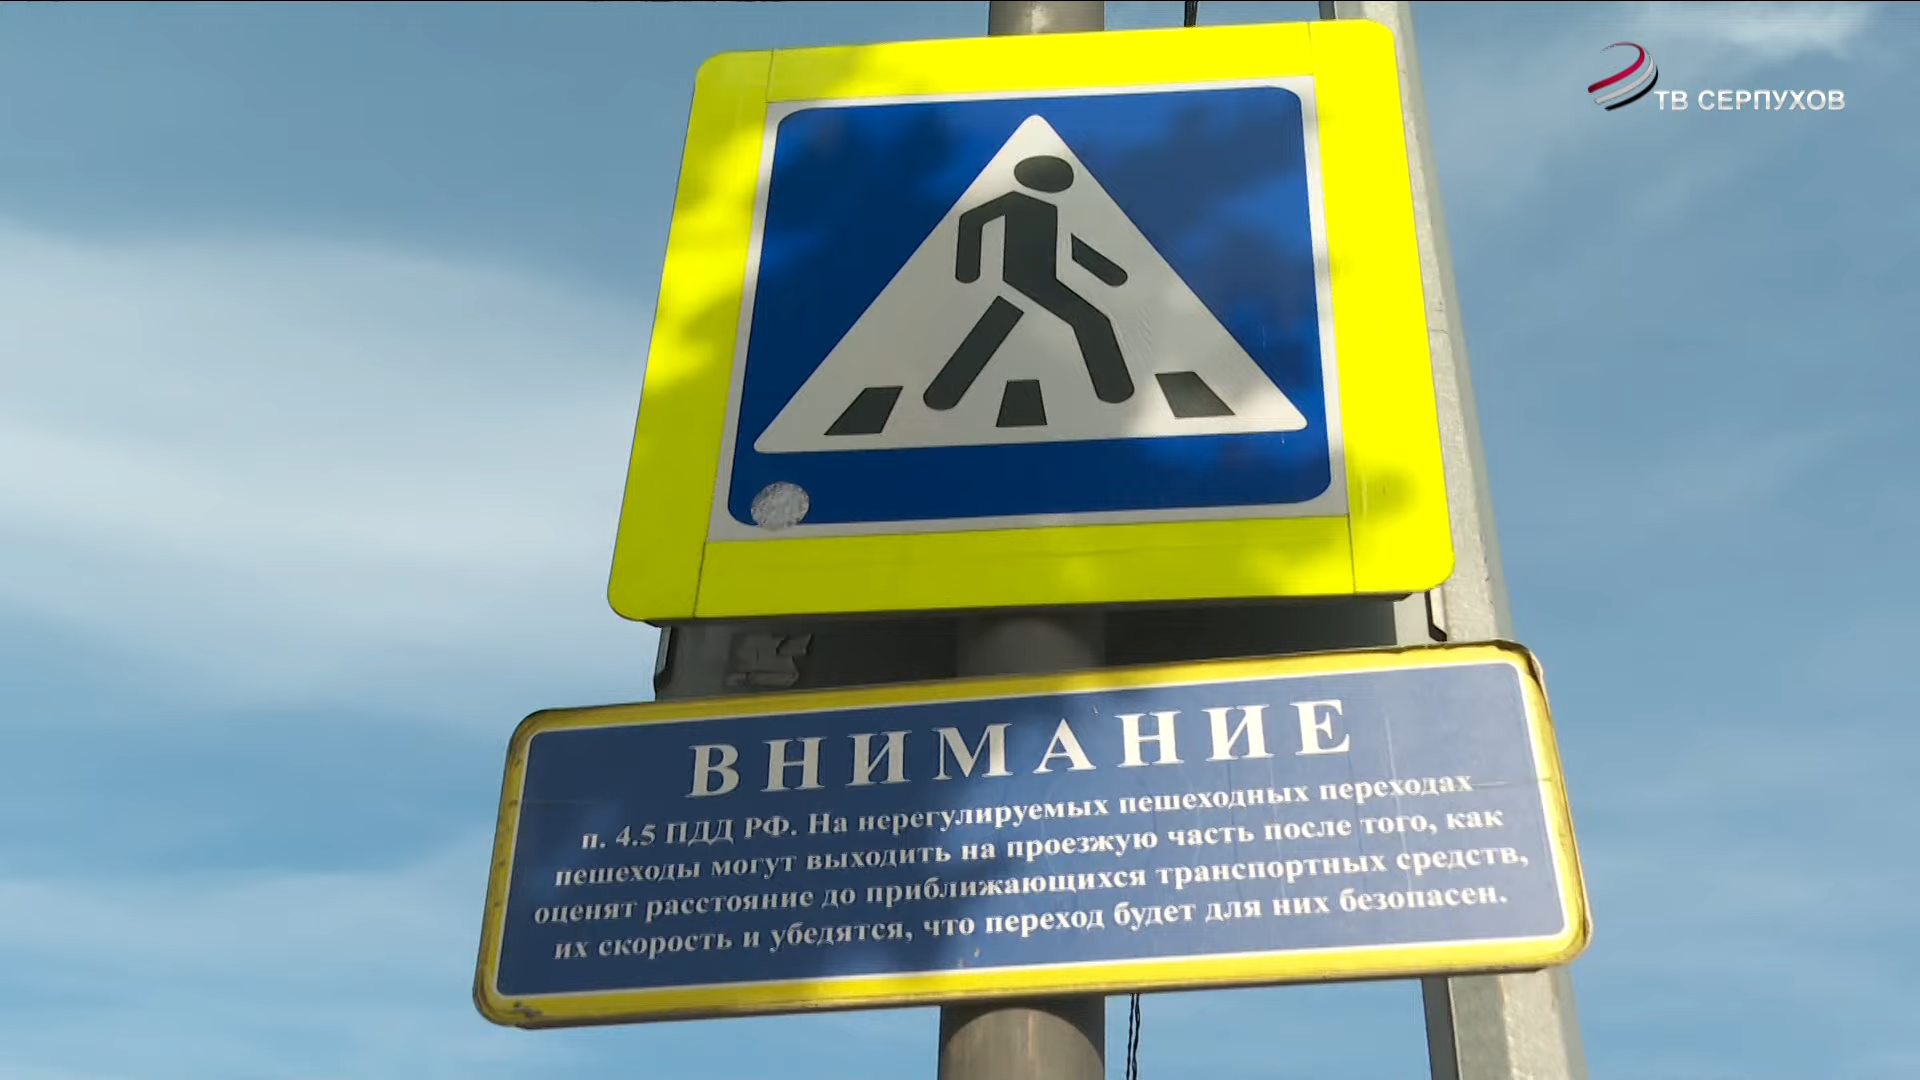 ТВ СЕРПУХОВ
ВНИМАНИЕ
п. 4.5 ПДД РФ. На нерегулируемых пешеходных переходах
пешеходы могут выходить на проезжую часть после того, как
оценят расстояние до приближающихся транспортных средств,
их скорость и убедятся, что переход будет для них безопасен.